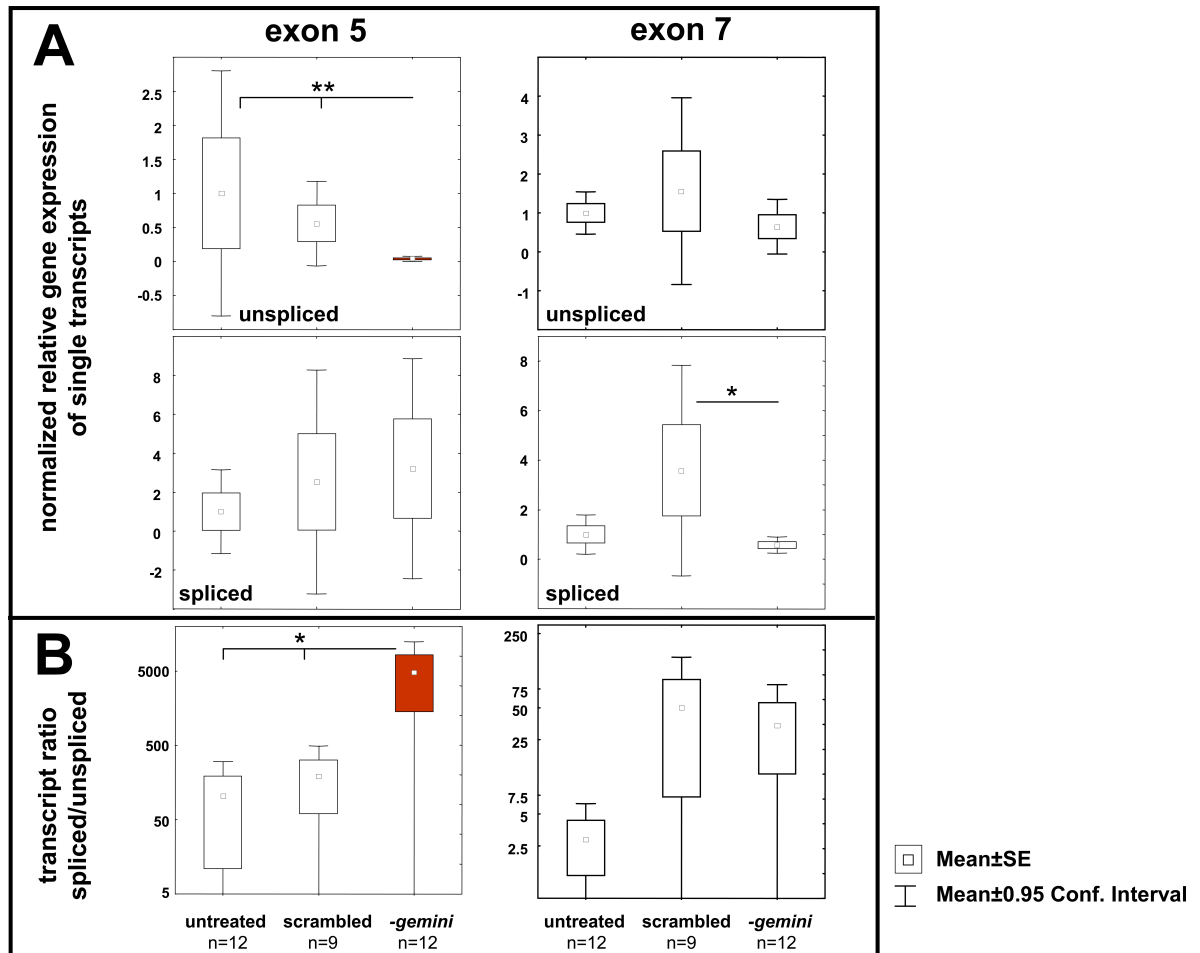 A
exon 5
exon 7
normalized relative gene expression
of single transcripts
2.5
2
1.5
1
0.5
0
-0.5
**
unspliced
4
3
2
1
0
-1
unspliced
8
6
4
2
0
-2
spliced
8
6
4
2
0
*
spliced
B
transcript ratio
spliced/unspliced
5000
500
50
5
*
250
75
50
25
7.5
5
2.5
untreated scrambled -gemini
n=12 n=9 n=12
untreated scrambled -gemini
n=12 n=9 n=12
Mean±SE
Mean±0.95 Conf. Interval